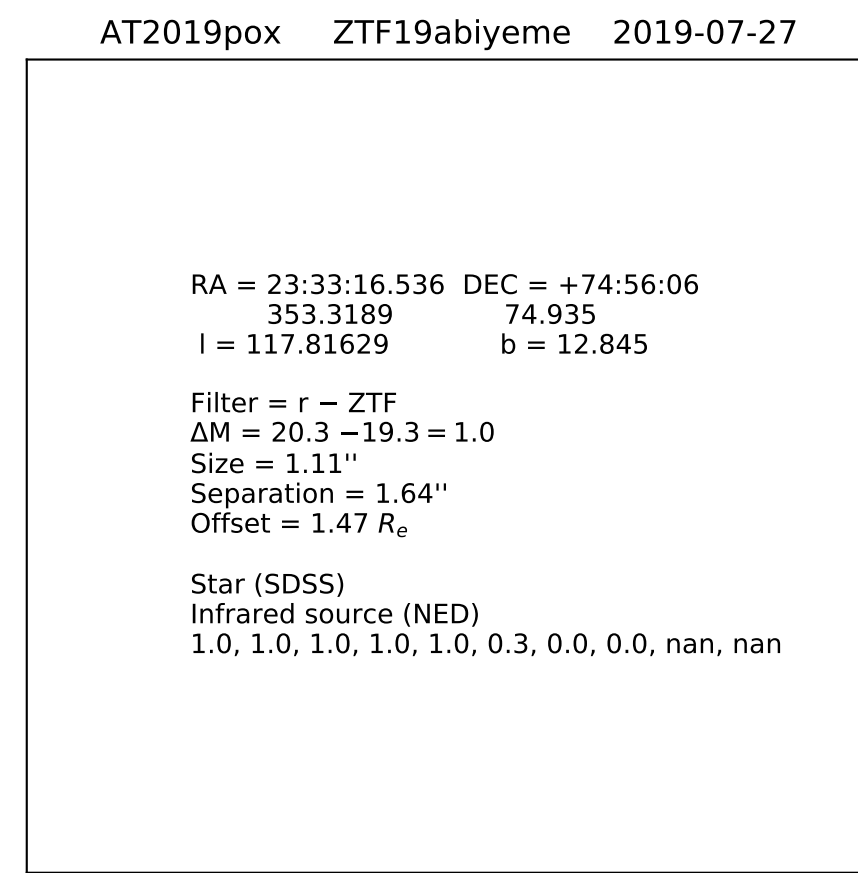 AT2019pox ZTF19abiyeme 2019-07-27
RA = 23:33:16.536 DEC = +74:56:06
353.3189 74.935
l = 117.81629 b = 12.845
Filter = r − ZTF
ΔM = 20.3 −19.3 = 1.0
Size = 1.11''
Separation = 1.64''
Offset = 1.47 Rₑ
Star (SDSS)
Infrared source (NED)
1.0, 1.0, 1.0, 1.0, 1.0, 0.3, 0.0, 0.0, nan, nan